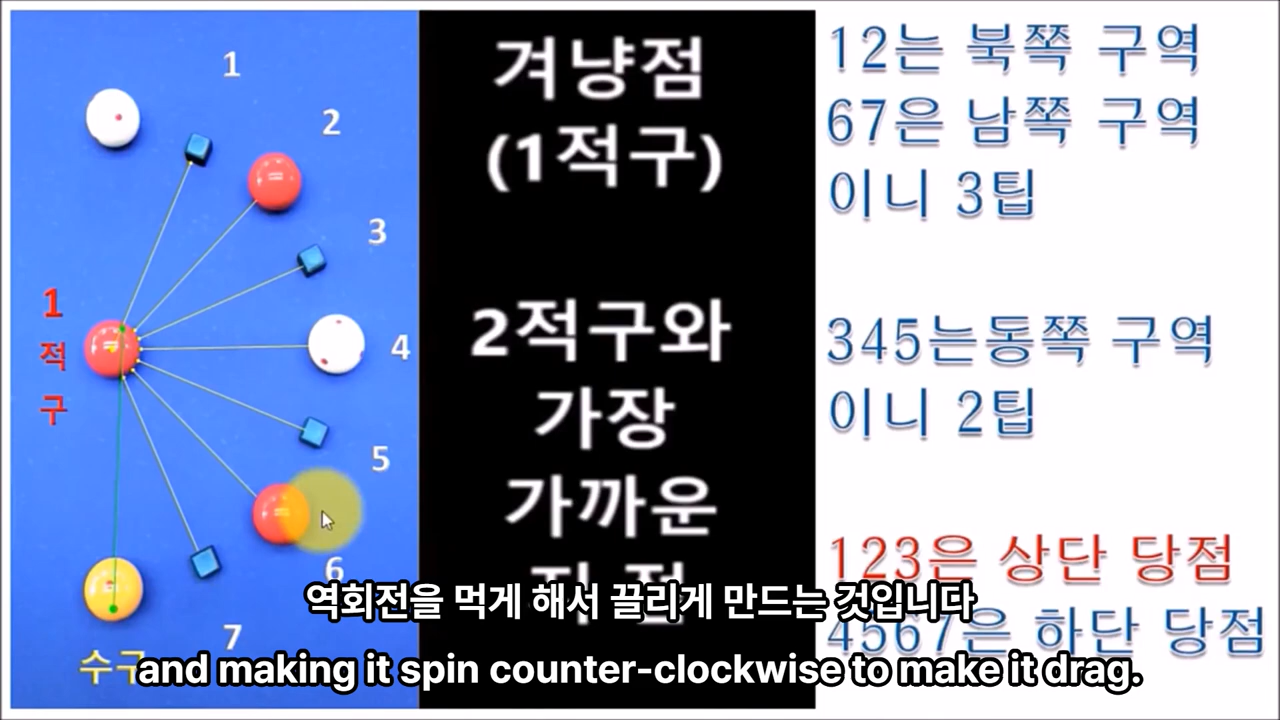 1
2
3
1
적
구
4
5
6
7
수구
겨냥점
(1적구)
2적구와
가장
가까운
12는 북쪽 구역
67은 남쪽 구역
이니 3팁
345는동쪽 구역
이니 2팁
123은 상단 당점
4567은 하단 당점
역회전을 먹게 해서 끌리게 만드는 것입니다
and making it spin counter-clockwise to make it drag.